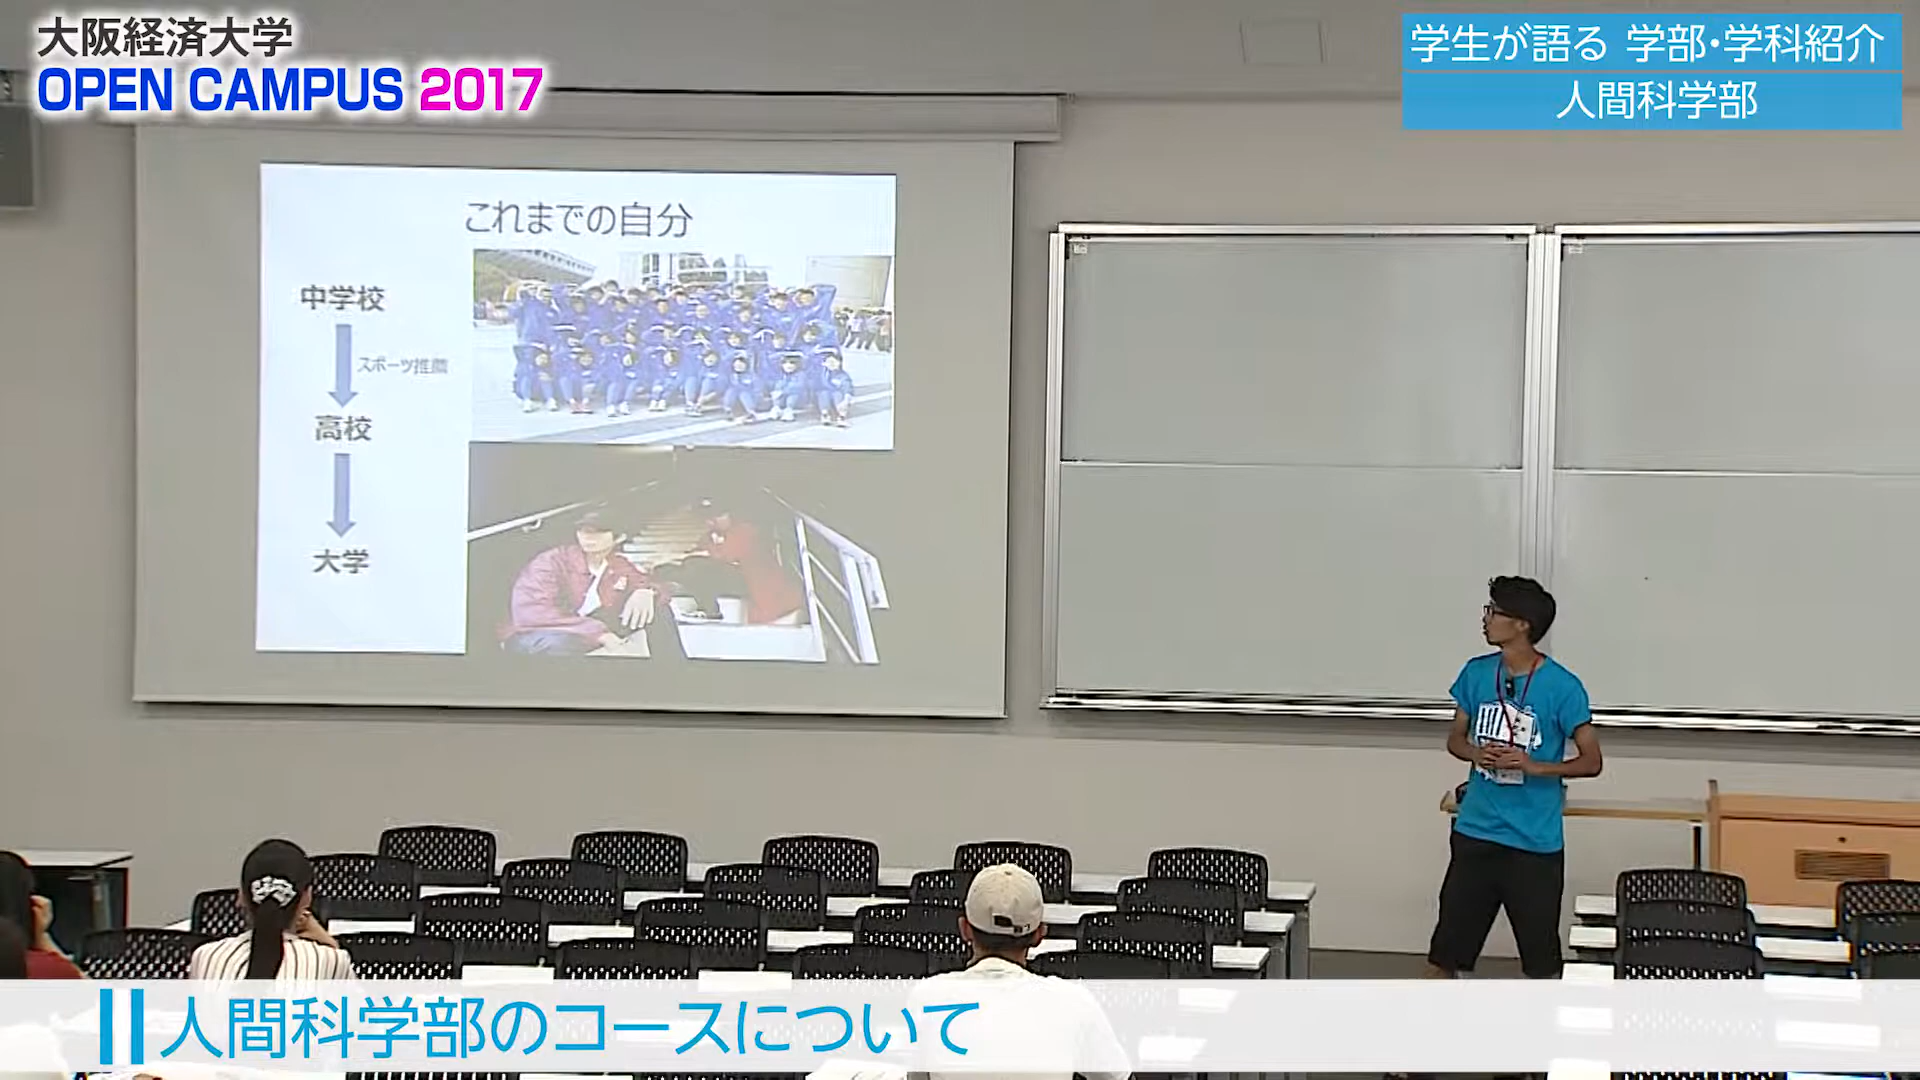 大阪経済大学
OPEN CAMPUS 2017
学生が語る 学部・学科紹介
人間科学部
これまでの自分
中学校
スポーツ推薦
高校
大学
人間科学部のコースについて